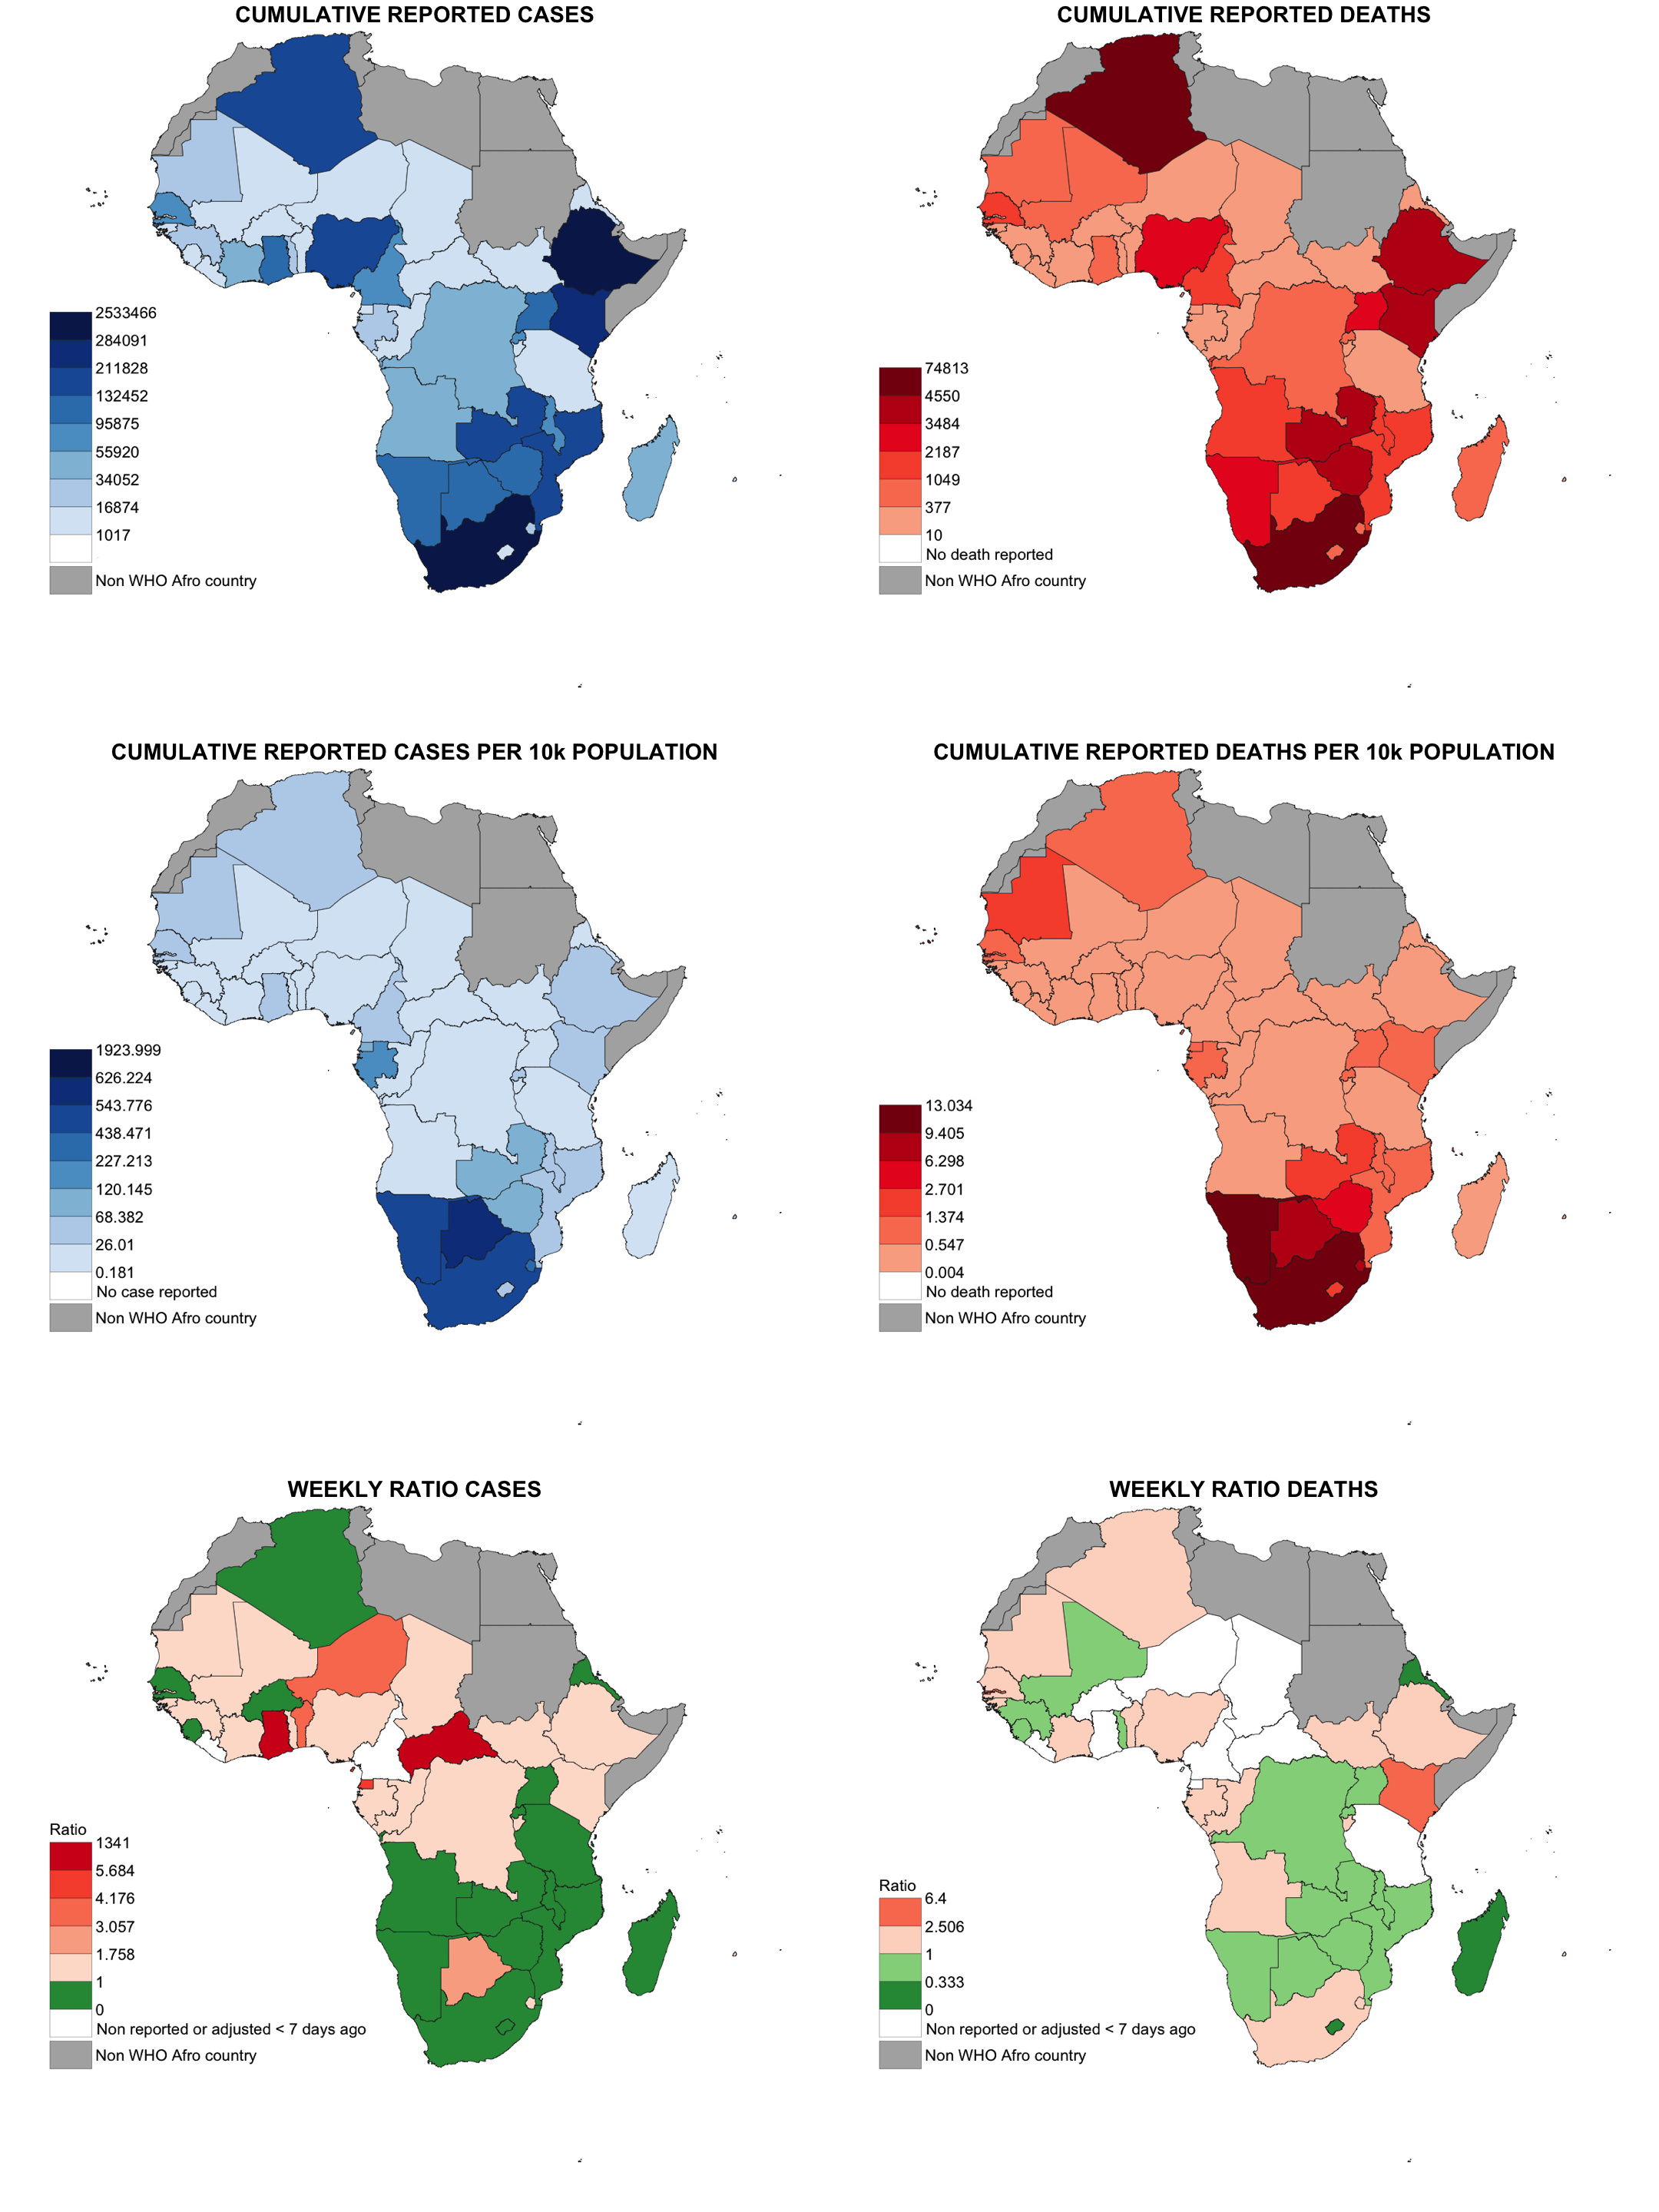 CUMULATIVE REPORTED CASES
2533466
284091
211828
132452
95875
55920
34052
16874
1017
Non WHO Afro country
CUMULATIVE REPORTED DEATHS
74813
4550
3484
2187
1049
377
10
No death reported
Non WHO Afro country
CUMULATIVE REPORTED CASES PER 10k POPULATION
1923.999
626.224
543.776
438.471
227.213
120.145
68.382
26.01
0.181
No case reported
Non WHO Afro country
CUMULATIVE REPORTED DEATHS PER 10k POPULATION
13.034
9.405
6.298
2.701
1.374
0.547
0.004
No death reported
Non WHO Afro country
WEEKLY RATIO CASES
Ratio
1341
5.684
4.176
3.057
1.758
1
0
Non reported or adjusted < 7 days ago
Non WHO Afro country
WEEKLY RATIO DEATHS
Ratio
6.4
2.506
1
0.333
0
Non reported or adjusted < 7 days ago
Non WHO Afro country